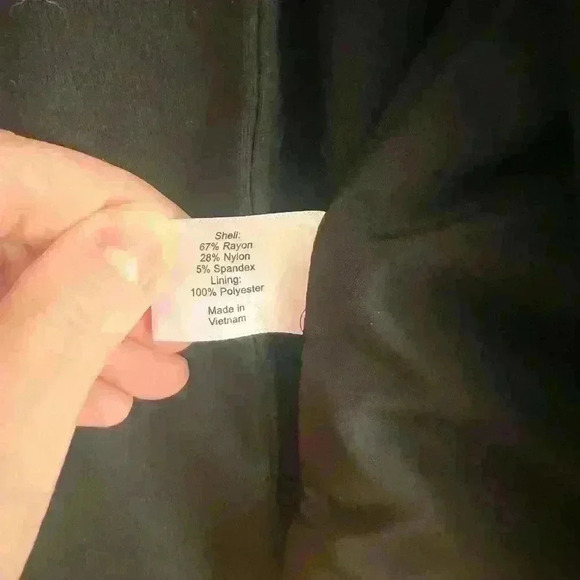 Shell:
67% Rayon
28% Nylon
5% Spandex
Lining:
100% Polyester
Made in
Vietnam